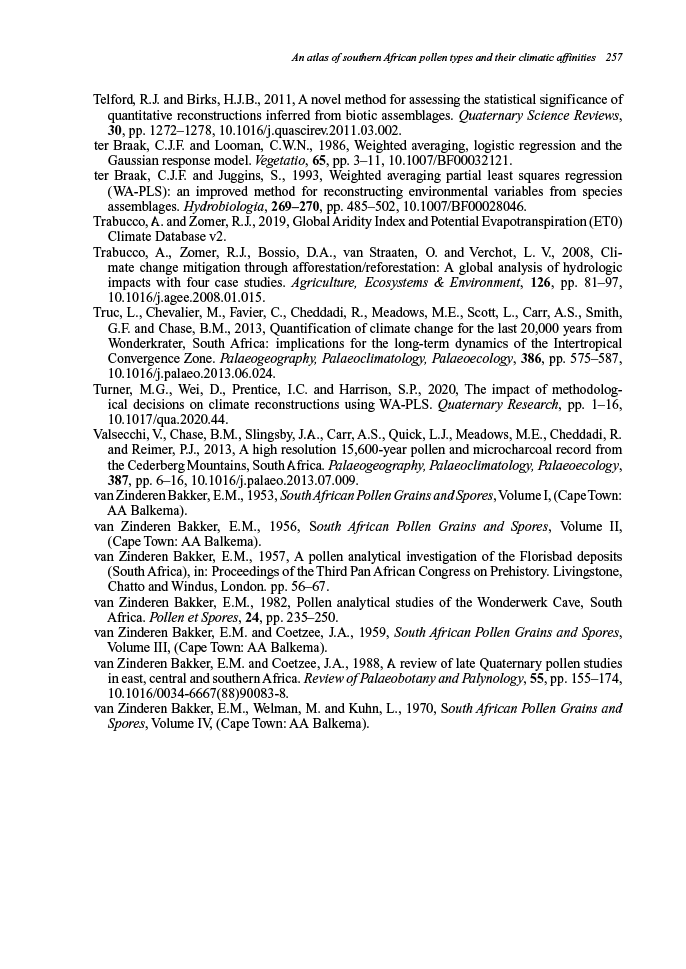 An atlas of southern African pollen types and their climatic affinities 257
Telford, R.J. and Birks, H.J.B., 2011, A novel method for assessing the statistical significance of
quantitative reconstructions inferred from biotic assemblages. Quaternary Science Reviews,
30, pp. 1272–1278, 10.1016/j.quascirev.2011.03.002.
ter Braak, C.J.F. and Looman, C.W.N., 1986, Weighted averaging, logistic regression and the
Gaussian response model. Vegetatio, 65, pp. 3–11, 10.1007/BF00032121.
ter Braak, C.J.F. and Juggins, S., 1993, Weighted averaging partial least squares regression
(WA-PLS): an improved method for reconstructing environmental variables from species
assemblages. Hydrobiologia, 269–270, pp. 485–502, 10.1007/BF00028046.
Trabucco, A. and Zomer, R.J., 2019, Global Aridity Index and Potential Evapotranspiration (ET0)
Climate Database v2.
Trabucco, A., Zomer, R.J., Bossio, D.A., van Straaten, O. and Verchot, L. V., 2008, Cli-
mate change mitigation through afforestation/reforestation: A global analysis of hydrologic
impacts with four case studies. Agriculture, Ecosystems & Environment, 126, pp. 81–97,
10.1016/j.agee.2008.01.015.
Truc, L., Chevalier, M., Favier, C., Cheddadi, R., Meadows, M.E., Scott, L., Carr, A.S., Smith,
G.F. and Chase, B.M., 2013, Quantification of climate change for the last 20,000 years from
Wonderkrater, South Africa: implications for the long-term dynamics of the Intertropical
Convergence Zone. Palaeogeography, Palaeoclimatology, Palaeoecology, 386, pp. 575–587,
10.1016/j.palaeo.2013.06.024.
Turner, M.G., Wei, D., Prentice, I.C. and Harrison, S.P., 2020, The impact of methodolog-
ical decisions on climate reconstructions using WA-PLS. Quaternary Research, pp. 1–16,
10.1017/qua.2020.44.
Valsecchi, V., Chase, B.M., Slingsby, J.A., Carr, A.S., Quick, L.J., Meadows, M.E., Cheddadi, R.
and Reimer, P.J., 2013, A high resolution 15,600-year pollen and microcharcoal record from
the Cederberg Mountains, South Africa. Palaeogeography, Palaeoclimatology, Palaeoecology,
387, pp. 6–16, 10.1016/j.palaeo.2013.07.009.
van Zinderen Bakker, E.M., 1953, South African Pollen Grains and Spores, Volume I, (Cape Town:
AA Balkema).
van Zinderen Bakker, E.M., 1956, South African Pollen Grains and Spores, Volume II,
(Cape Town: AA Balkema).
van Zinderen Bakker, E.M., 1957, A pollen analytical investigation of the Florisbad deposits
(South Africa), in: Proceedings of the Third Pan African Congress on Prehistory. Livingstone,
Chatto and Windus, London. pp. 56–67.
van Zinderen Bakker, E.M., 1982, Pollen analytical studies of the Wonderwerk Cave, South
Africa. Pollen et Spores, 24, pp. 235–250.
van Zinderen Bakker, E.M. and Coetzee, J.A., 1959, South African Pollen Grains and Spores,
Volume III, (Cape Town: AA Balkema).
van Zinderen Bakker, E.M. and Coetzee, J.A., 1988, A review of late Quaternary pollen studies
in east, central and southern Africa. Review of Palaeobotany and Palynology, 55, pp. 155–174,
10.1016/0034-6667(88)90083-8.
van Zinderen Bakker, E.M., Welman, M. and Kuhn, L., 1970, South African Pollen Grains and
Spores, Volume IV, (Cape Town: AA Balkema).